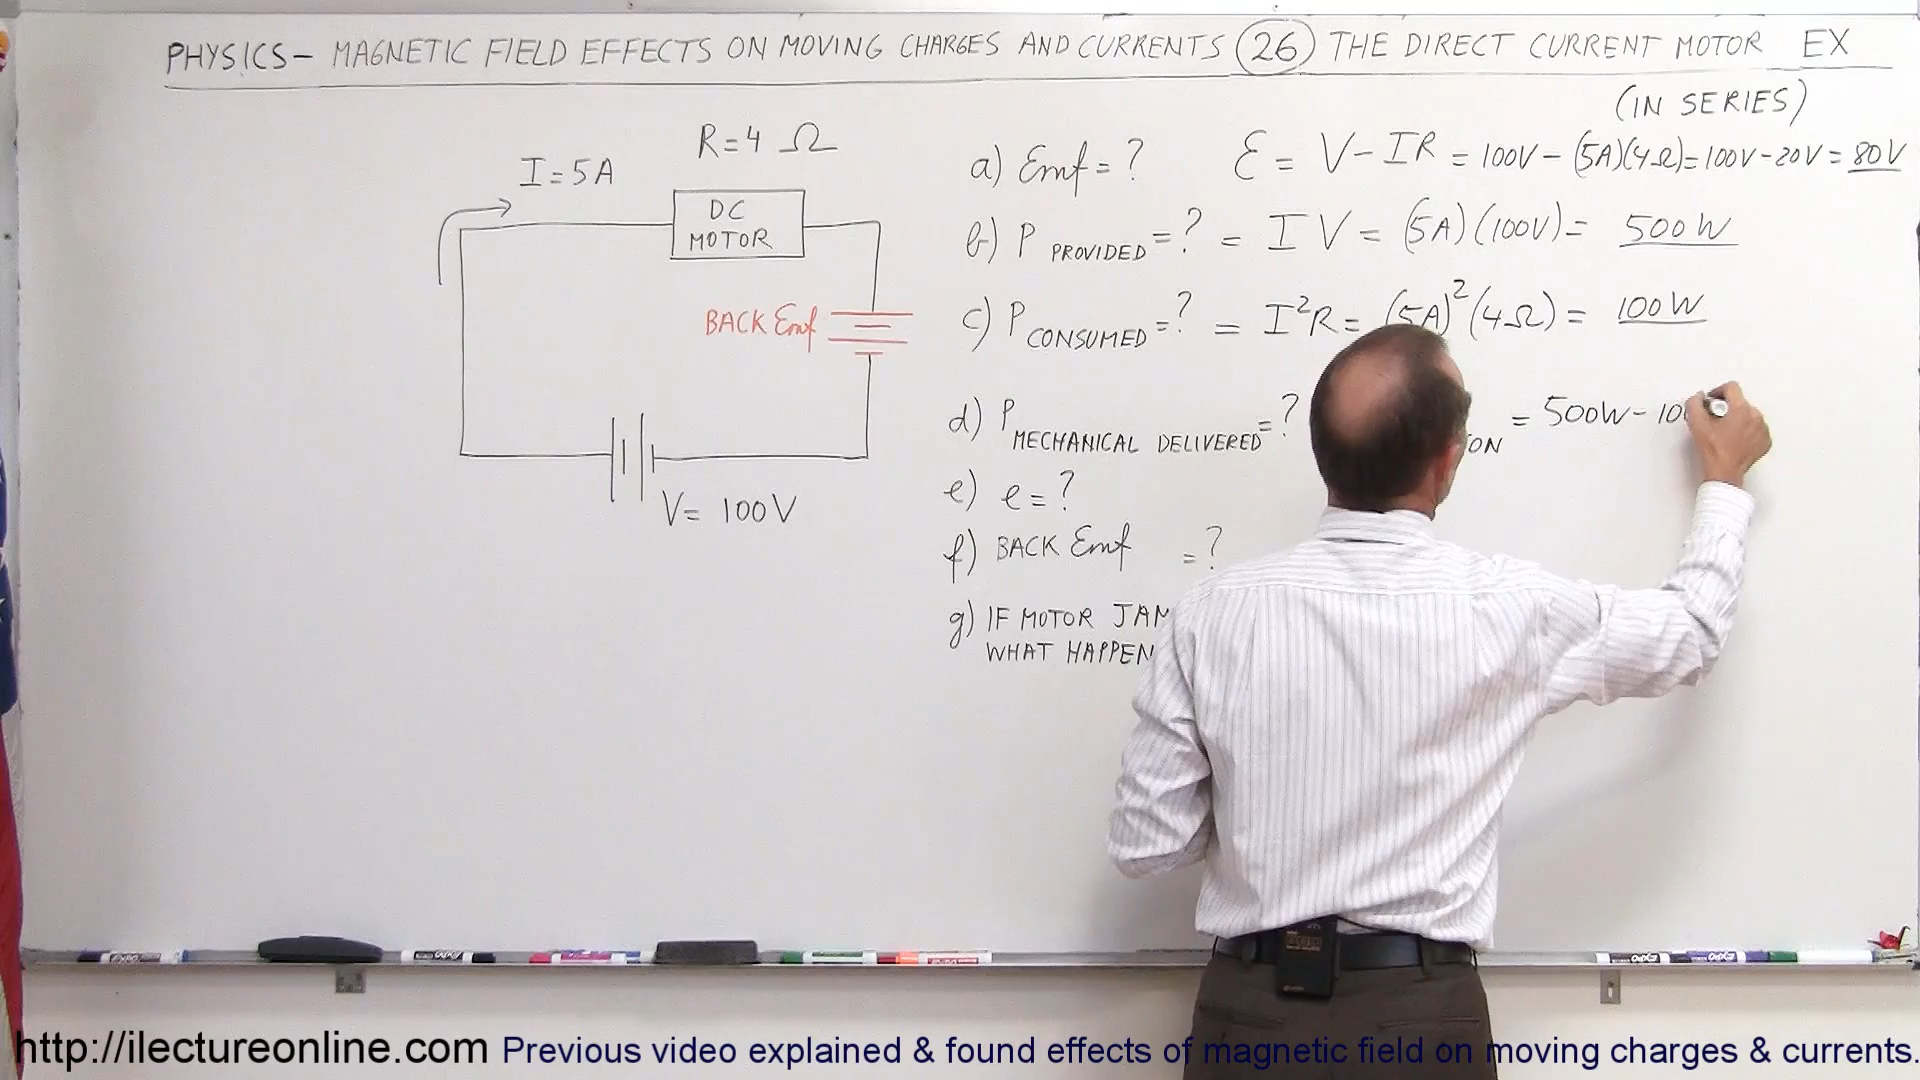 PHYSICS- MAGNETIC FIELD EFFECTS ON MOVING CHARGES AND CURRENTS 26 THE DIRECT CURRENT MOTOR EX
(IN SERIES)
R=4 Ω
I=5A
DC
MOTOR
BACK Emf
V= 100V
a) Emf = ? Ɛ = V-IR = 100V - (5A)(4Ω)=100V-20V = 80V
b) P PROVIDED = ? = I V = (5A)(100V)= 500W
c) P CONSUMED = ? = I²R = (5A)²(4Ω) = 100W
d) P MECHANICAL DELIVERED = ? = 500W-10
e) e = ?
f) BACK Emf = ?
g) IF MOTOR JAM
WHAT HAPPEN
http://ilectureonline.com Previous video explained & found effects of magnetic field on moving charges & currents.